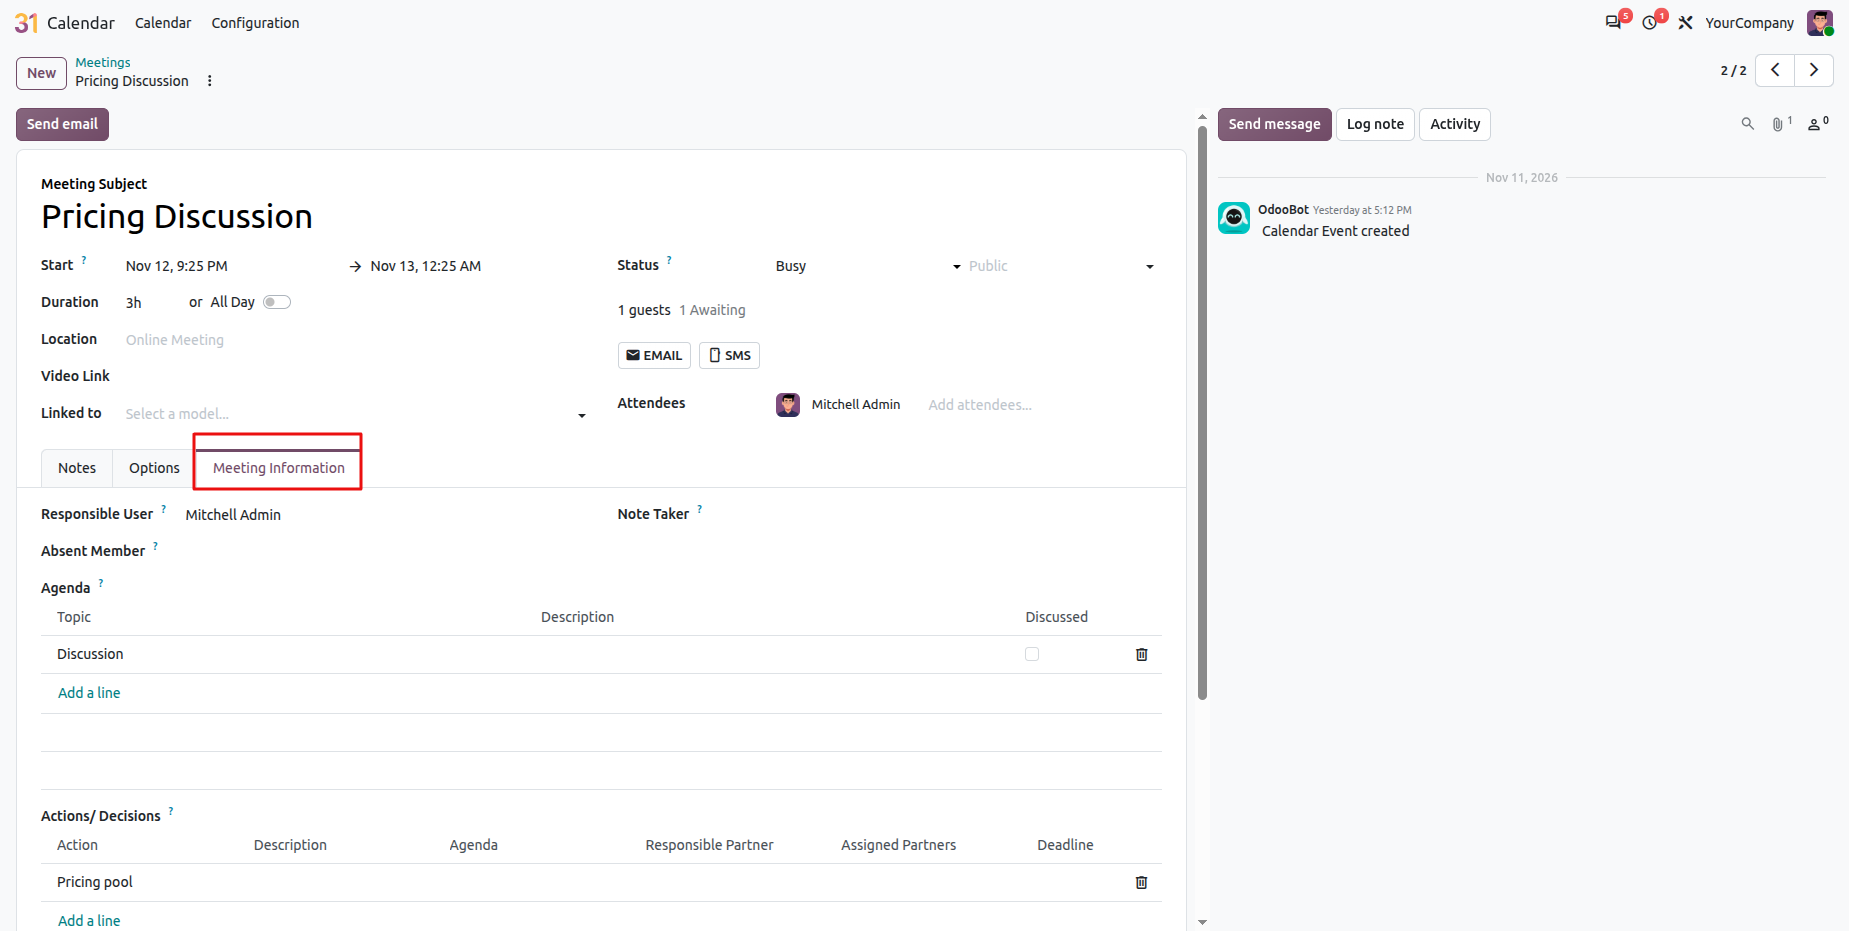 31 Calendar Calendar Configuration 5 1 YourCompany
New Meetings
Pricing Discussion 2 / 2
Send email Send message Log note Activity 1 0
Meeting Subject
Pricing Discussion
Nov 11, 2026
OdooBot Yesterday at 5:12 PM
Calendar Event created
Start ? Nov 12, 9:25 PM → Nov 13, 12:25 AM
Status ? Busy Public
Duration 3h or All Day
1 guests 1 Awaiting
Location Online Meeting
EMAIL SMS
Video Link
Linked to Select a model...
Attendees Mitchell Admin Add attendees...
Notes Options Meeting Information
Responsible User ? Mitchell Admin Note Taker ?
Absent Member ?
Agenda ?
Topic Description Discussed
Discussion
Add a line
Actions/ Decisions ?
Action Description Agenda Responsible Partner Assigned Partners Deadline
Pricing pool
Add a line